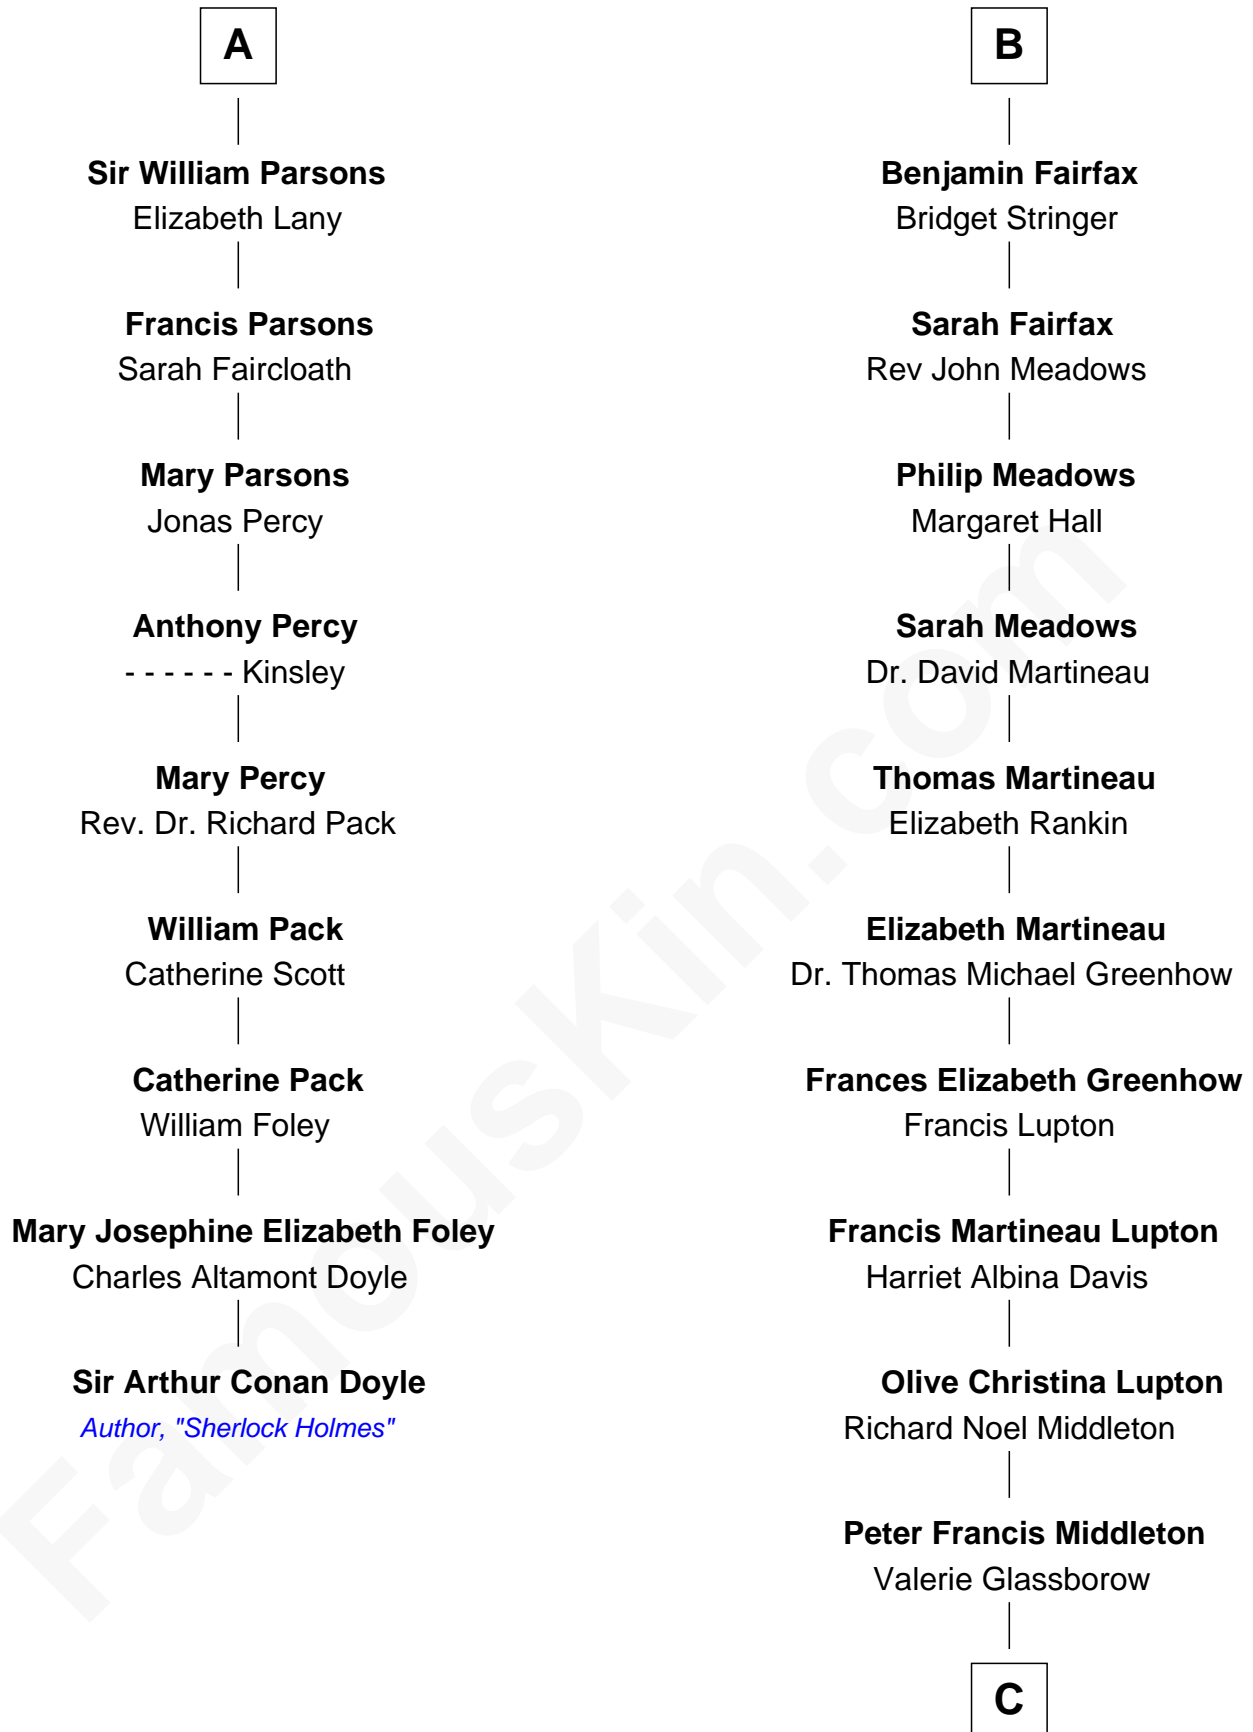 A
Sir William Parsons
Elizabeth Lany
Francis Parsons
Sarah Faircloath
Mary Parsons
Jonas Percy
Anthony Percy
- - - - - - Kinsley
Mary Percy
Rev. Dr. Richard Pack
William Pack
Catherine Scott
Catherine Pack
William Foley
Mary Josephine Elizabeth Foley
Charles Altamont Doyle
Sir Arthur Conan Doyle
Author, "Sherlock Holmes"
B
Benjamin Fairfax
Bridget Stringer
Sarah Fairfax
Rev John Meadows
Philip Meadows
Margaret Hall
Sarah Meadows
Dr. David Martineau
Thomas Martineau
Elizabeth Rankin
Elizabeth Martineau
Dr. Thomas Michael Greenhow
Frances Elizabeth Greenhow
Francis Lupton
Francis Martineau Lupton
Harriet Albina Davis
Olive Christina Lupton
Richard Noel Middleton
Peter Francis Middleton
Valerie Glassborow
C
FamousKin.com